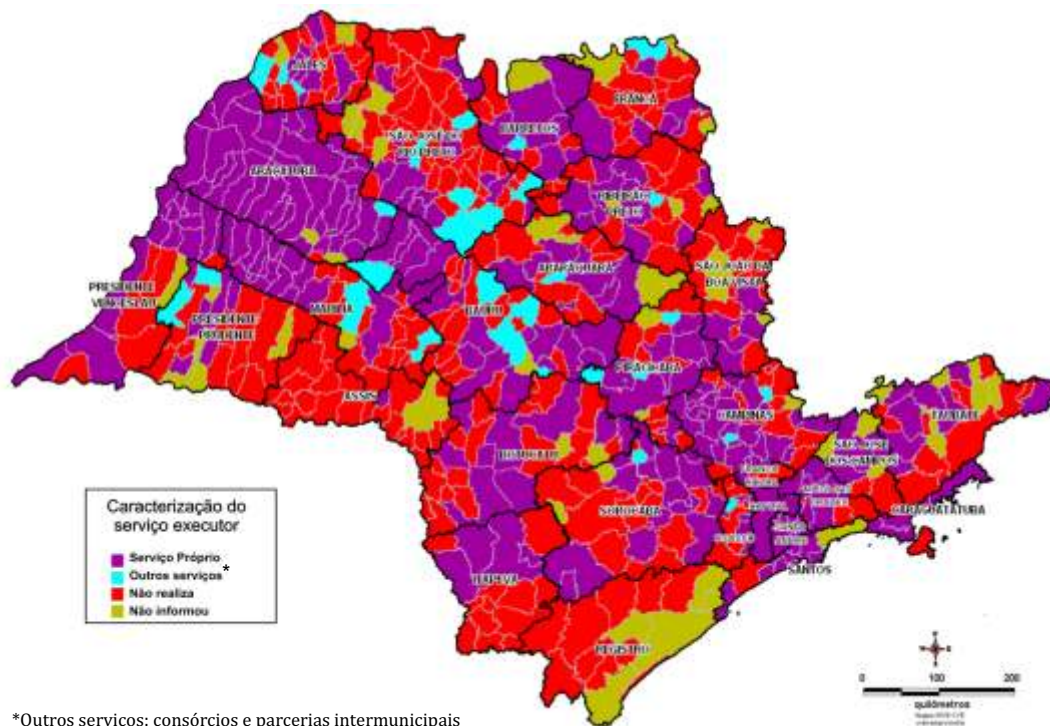 JALES
SÃO JOSÉ DO
RIO PRETO
BARRETOS
FRANCA
ARAÇATUBA
RIBEIRÃO
PRETO
ARARAQUARA
SÃO JOÃO DA
BOA VISTA
PRESIDENTE
VENCESLAU
PRESIDENTE
PRUDENTE
MARÍLIA
BAURU
PIRACICABA
ASSIS
CAMPINAS
TAUBATÉ
BOTUCATU
SÃO JOSÉ
DOS CAMPOS
SOROCABA
CARAGUATATUBA
SANTOS
ITAPEVA
REGISTRO
Caracterização do
serviço executor
Serviço Próprio
Outros serviços*
Não realiza
Não informou
0 100 200
quilômetros
*Outros serviços: consórcios e parcerias intermunicipais